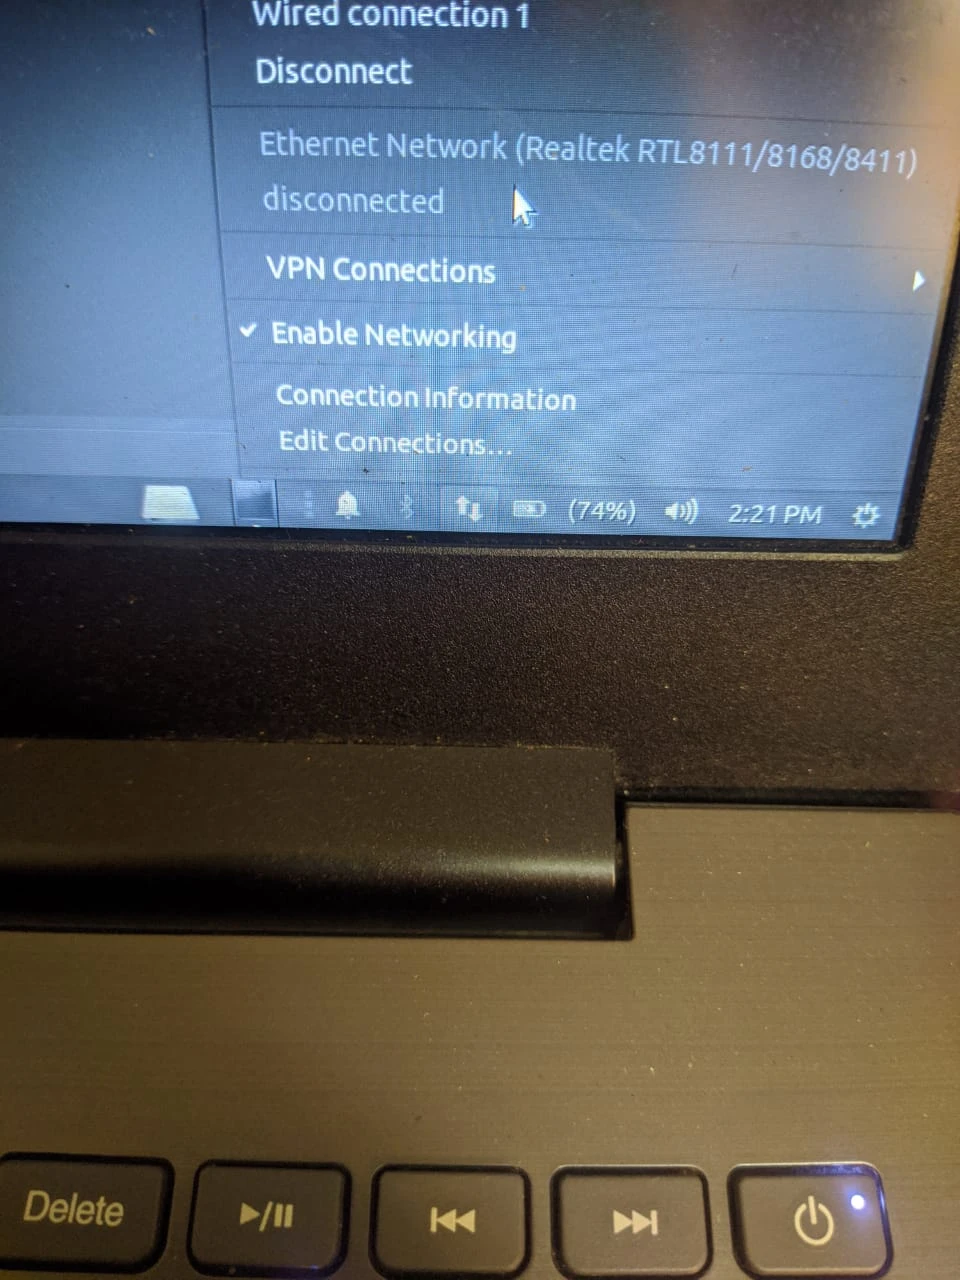 Wired connection 1
Disconnect
Ethernet Network (Realtek RTL8111/8168/8411)
disconnected
VPN Connections
Enable Networking
Connection Information
Edit Connections...
(74%) 2:21 PM
Delete